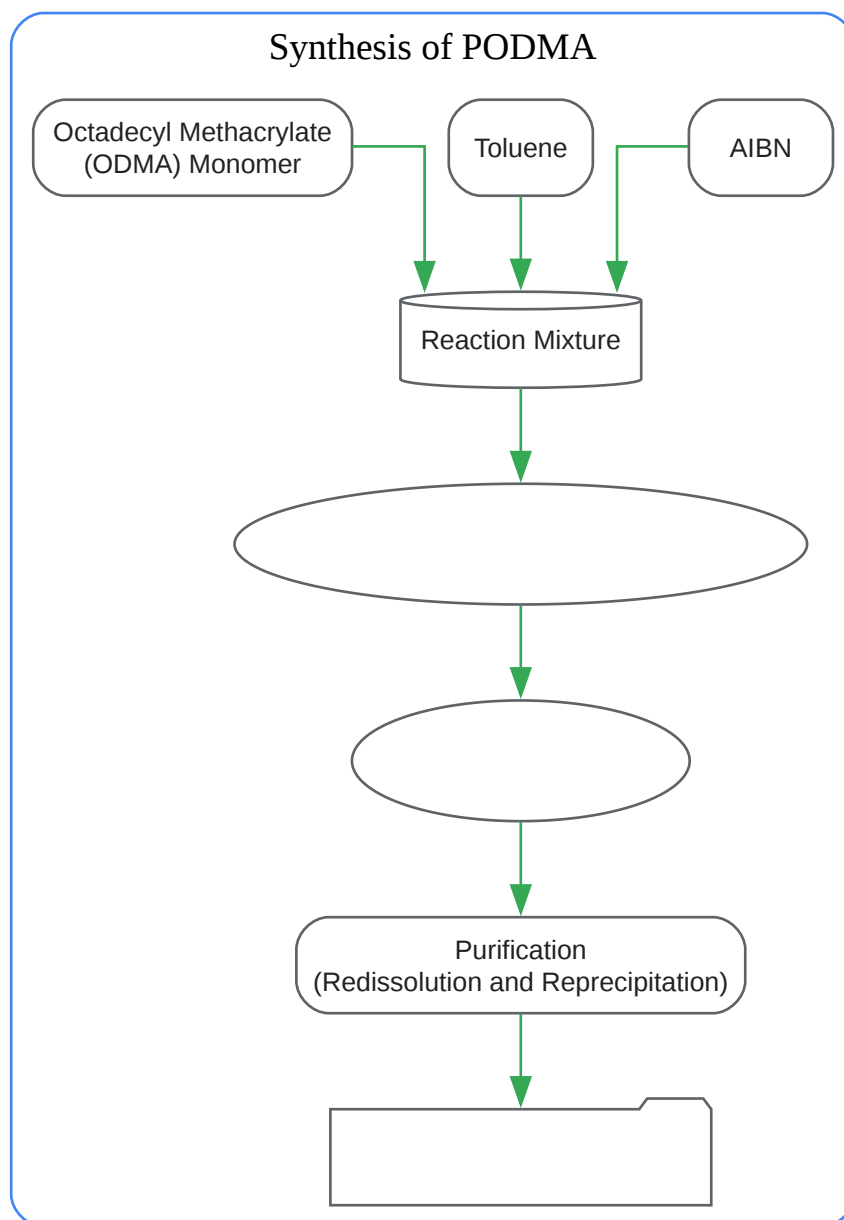 Synthesis of PODMA
Octadecyl Methacrylate
(ODMA) Monomer
Toluene
AIBN
Reaction Mixture
Purification
(Redissolution and Reprecipitation)